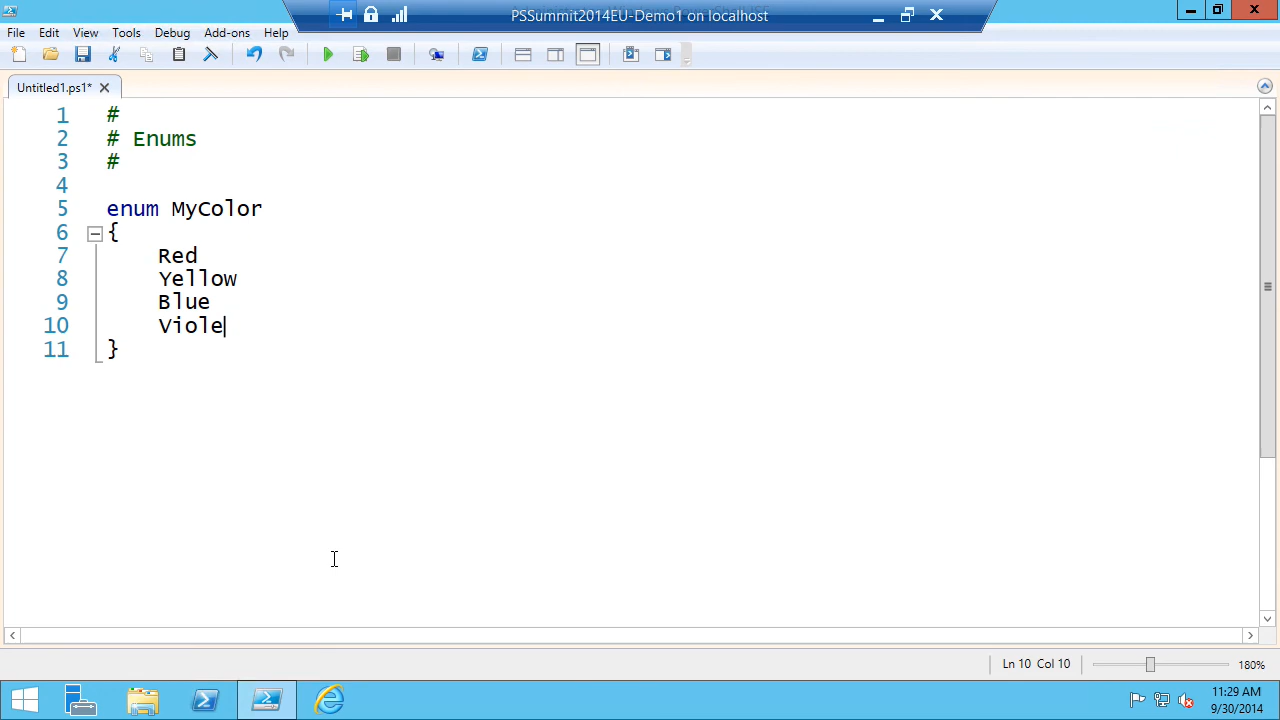 PSSummit2014EU-Demo1 on localhost
File Edit View Tools Debug Add-ons Help
Untitled1.ps1*
1 #
2 # Enums
3 #
4
5 enum MyColor
6 {
7 Red
8 Yellow
9 Blue
10 Viole
11 }
Ln 10 Col 10 180%
11:29 AM
9/30/2014